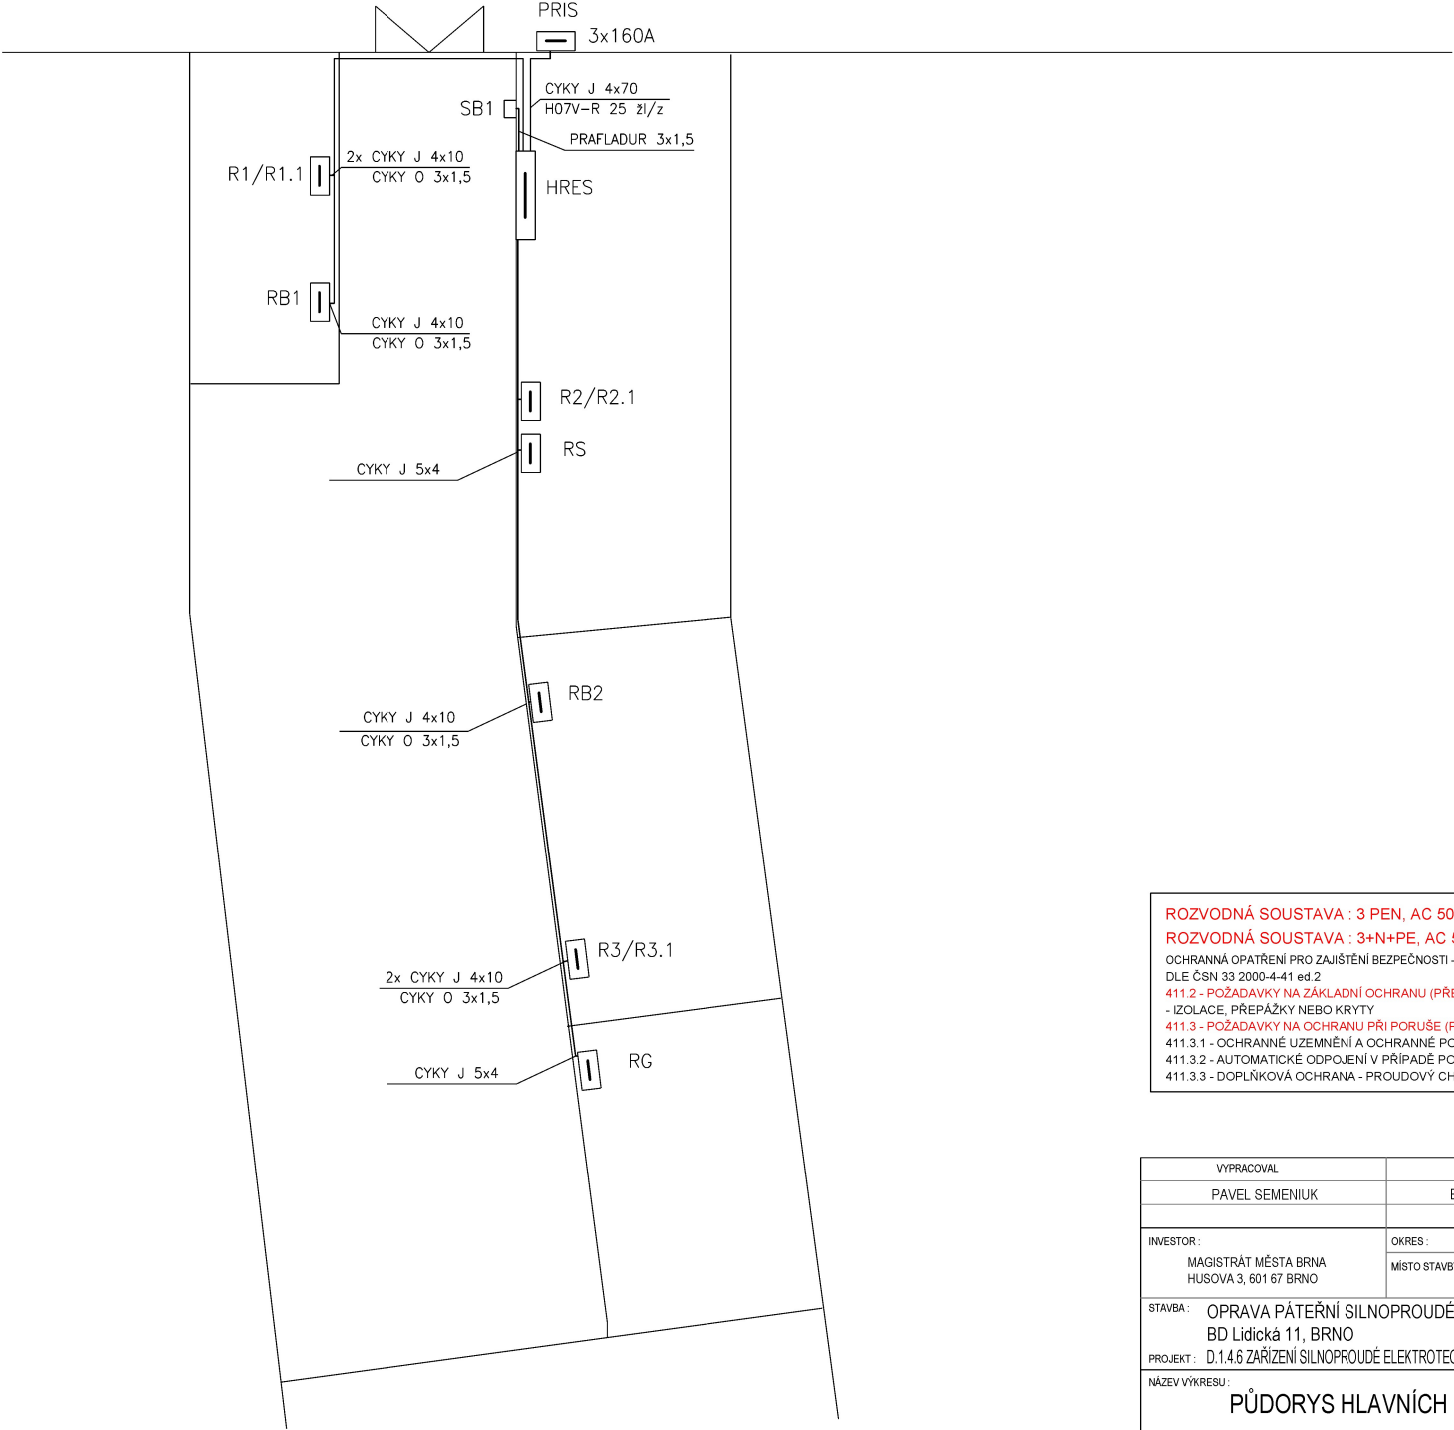 PRIS
3x160A
CYKY J 4x70
H07V-R 25 žl/z
SB1
PRAFLADUR 3x1,5
2x CYKY J 4x10
CYKY O 3x1,5
R1/R1.1
HRES
RB1
CYKY J 4x10
CYKY O 3x1,5
R2/R2.1
RS
CYKY J 5x4
RB2
CYKY J 4x10
CYKY O 3x1,5
R3/R3.1
2x CYKY J 4x10
CYKY O 3x1,5
RG
CYKY J 5x4
ROZVODNÁ SOUSTAVA : 3 PEN, AC 50
ROZVODNÁ SOUSTAVA : 3+N+PE, AC
OCHRANNÁ OPATŘENÍ PRO ZAJIŠTĚNÍ BEZPEČNOSTI -
DLE ČSN 33 2000-4-41 ed.2
411.2 - POŽADAVKY NA ZÁKLADNÍ OCHRANU (PŘE
- IZOLACE, PŘEPÁŽKY NEBO KRYTY
411.3 - POŽADAVKY NA OCHRANU PŘI PORUŠE (
411.3.1 - OCHRANNÉ UZEMNĚNÍ A OCHRANNÉ PO
411.3.2 - AUTOMATICKÉ ODPOJENÍ V PŘÍPADĚ PO
411.3.3 - DOPLŇKOVÁ OCHRANA - PROUDOVÝ CH
VYPRACOVAL
PAVEL SEMENIUK
INVESTOR :
OKRES :
MAGISTRÁT MĚSTA BRNA
HUSOVA 3, 601 67 BRNO
MÍSTO STAVB
STAVBA : OPRAVA PÁTEŘNÍ SILNOPROUDÉ
BD Lidická 11, BRNO
PROJEKT : D.1.4.6 ZAŘÍZENÍ SILNOPROUDÉ ELEKTROTEC
NÁZEV VÝKRESU :
PŮDORYS HLAVNÍCH